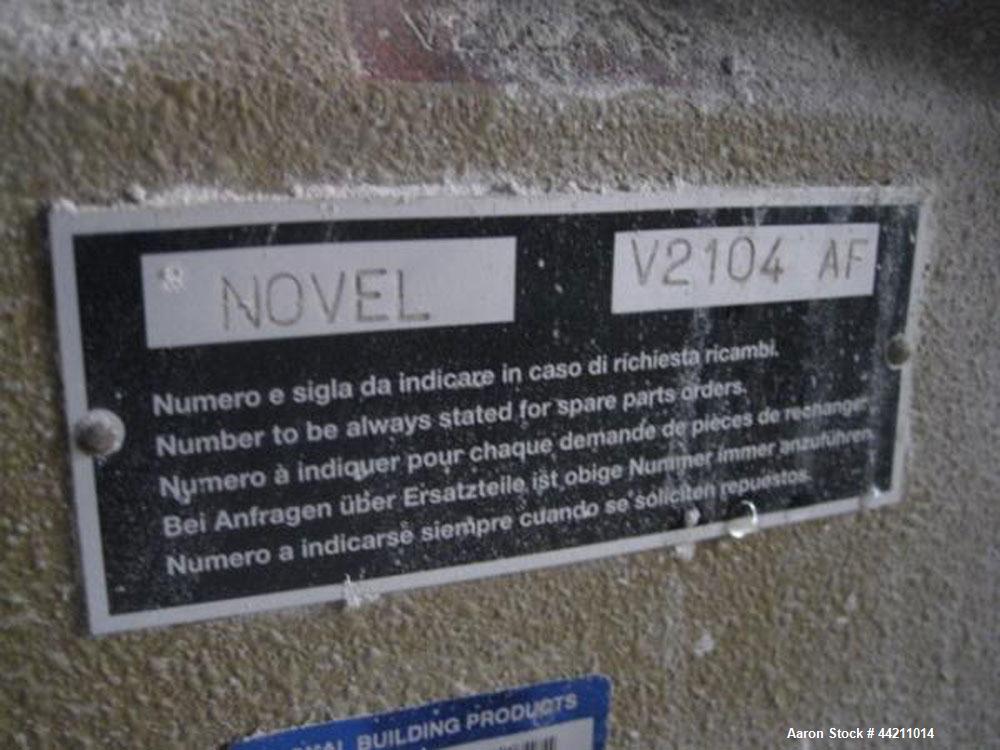 NOVEL
V2104 AF
Numero e sigla da indicare in caso di richiesta ricambi.
Number to be always stated for spare parts orders.
Numero à indiquer pour chaque demande de pièces de rechange.
Bei Anfragen über Ersatzteile ist obige Nummer immer anzuführen.
Numero a indicarse siempre cuando se soliciten repuestos.
BUILDING PRODUCTS
Aaron Stock # 44211014